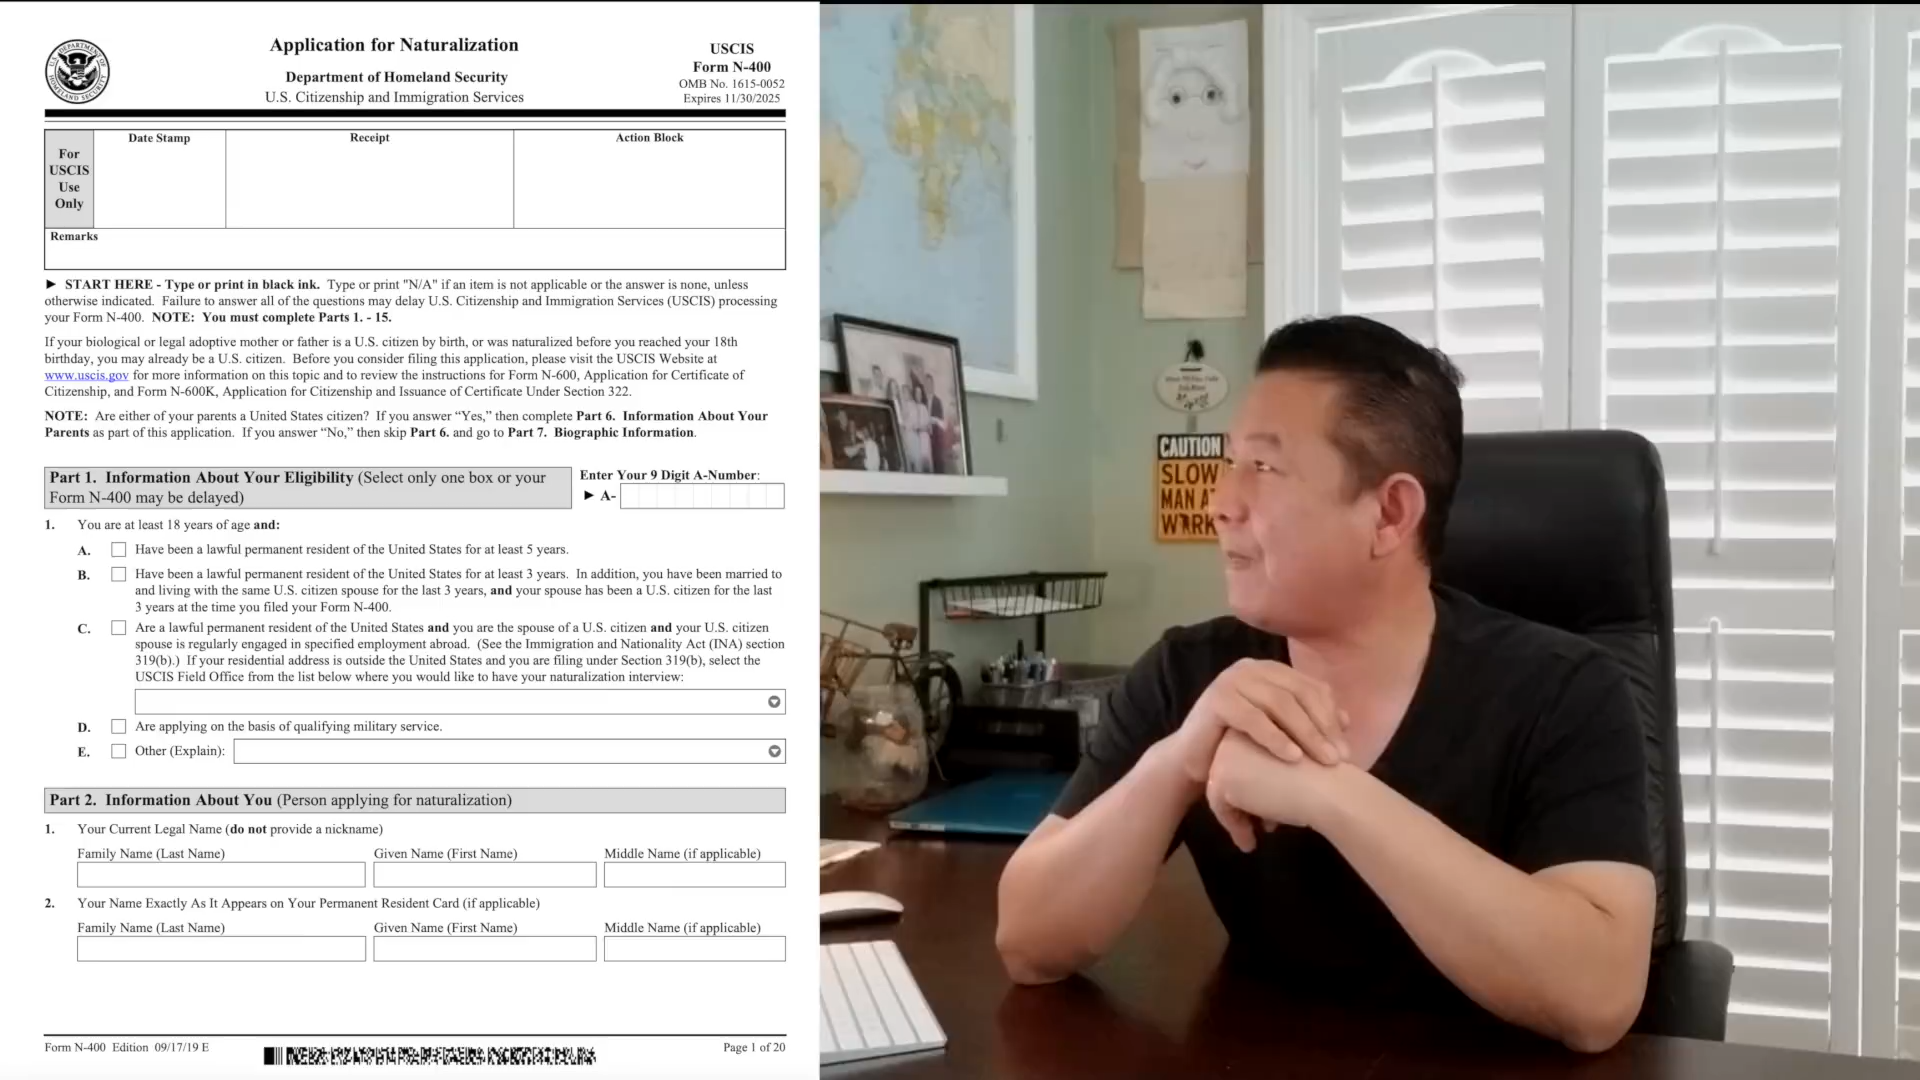 Application for Naturalization
Department of Homeland Security
U.S. Citizenship and Immigration Services
USCIS
Form N-400
OMB No. 1615-0052
Expires 11/30/2025
For
USCIS
Use
Only
Date Stamp
Receipt
Action Block
Remarks
► START HERE - Type or print in black ink. Type or print "N/A" if an item is not applicable or the answer is none, unless
otherwise indicated. Failure to answer all of the questions may delay U.S. Citizenship and Immigration Services (USCIS) processing
your Form N-400. NOTE: You must complete Parts 1. - 15.
If your biological or legal adoptive mother or father is a U.S. citizen by birth, or was naturalized before you reached your 18th
birthday, you may already be a U.S. citizen. Before you consider filing this application, please visit the USCIS Website at
www.uscis.gov for more information on this topic and to review the instructions for Form N-600, Application for Certificate of
Citizenship, and Form N-600K, Application for Citizenship and Issuance of Certificate Under Section 322.
NOTE: Are either of your parents a United States citizen? If you answer “Yes,” then complete Part 6. Information About Your
Parents as part of this application. If you answer “No,” then skip Part 6. and go to Part 7. Biographic Information.
Part 1. Information About Your Eligibility (Select only one box or your
Form N-400 may be delayed)
Enter Your 9 Digit A-Number:
► A-
1. You are at least 18 years of age and:
A. Have been a lawful permanent resident of the United States for at least 5 years.
B. Have been a lawful permanent resident of the United States for at least 3 years. In addition, you have been married to
and living with the same U.S. citizen spouse for the last 3 years, and your spouse has been a U.S. citizen for the last
3 years at the time you filed your Form N-400.
C. Are a lawful permanent resident of the United States and you are the spouse of a U.S. citizen and your U.S. citizen
spouse is regularly engaged in specified employment abroad. (See the Immigration and Nationality Act (INA) section
319(b).) If your residential address is outside the United States and you are filing under Section 319(b), select the
USCIS Field Office from the list below where you would like to have your naturalization interview:
D. Are applying on the basis of qualifying military service.
E. Other (Explain):
Part 2. Information About You (Person applying for naturalization)
1. Your Current Legal Name (do not provide a nickname)
Family Name (Last Name) Given Name (First Name) Middle Name (if applicable)
2. Your Name Exactly As It Appears on Your Permanent Resident Card (if applicable)
Family Name (Last Name) Given Name (First Name) Middle Name (if applicable)
Form N-400 Edition 09/17/19 E
Page 1 of 20
CAUTION
SLOW
MAN AT
WORK